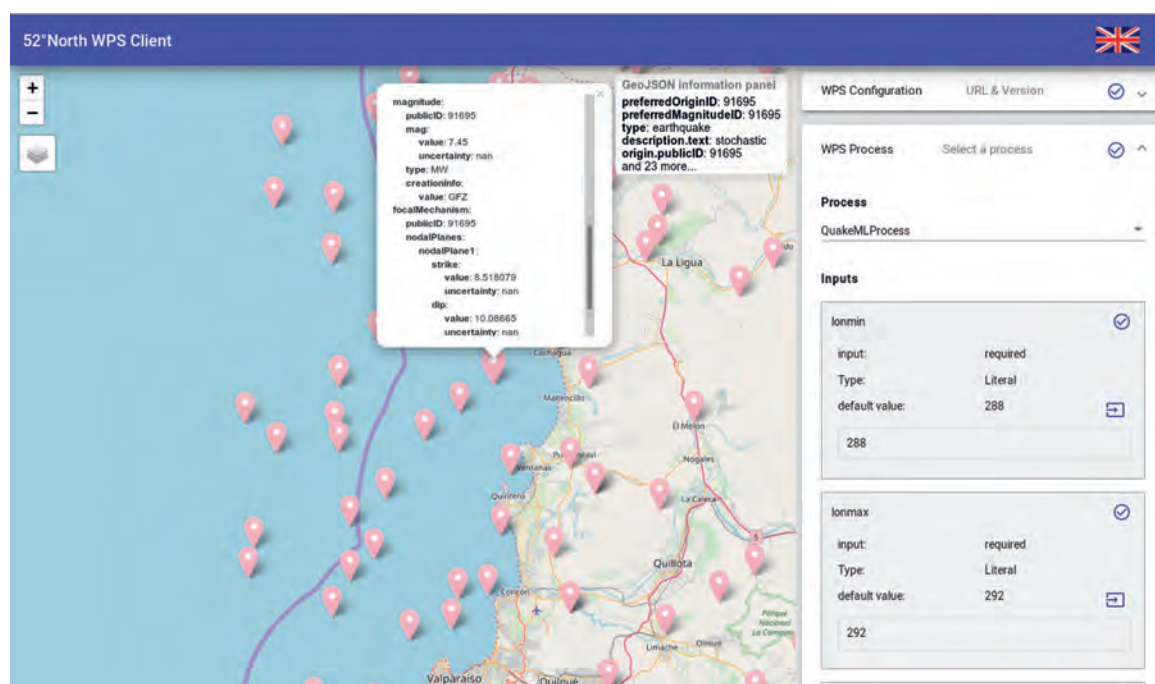 52°North WPS Client
+
−
magnitude:
publicID: 91695
mag:
value: 7.45
uncertainty: nan
type: MW
creationinfo:
value: GFZ
focalMechanism:
publicID: 91695
nodalPlanes:
nodalPlane1:
strike:
value: 8.518079
uncertainty: nan
dip:
value: 10.08665
uncertainty: nan
×
GeoJSON information panel
preferredOriginID: 91695
preferredMagnitudeID: 91695
type: earthquake
description.text: stochastic
origin.publicID: 91695
and 23 more...
La Ligua
Cachagua
Maitencillo
El Melón
Nogales
Ventanas
Quintero
La Calera
5
Quillota
Concón
Parque
Nacional
La Campan
Limache
Olmué
Valparaíso
Quilpué
WPS Configuration URL & Version
WPS Process Select a process
Process
QuakeMLProcess
Inputs
lonmin
input: required
Type: Literal
default value: 288
288
lonmax
input: required
Type: Literal
default value: 292
292